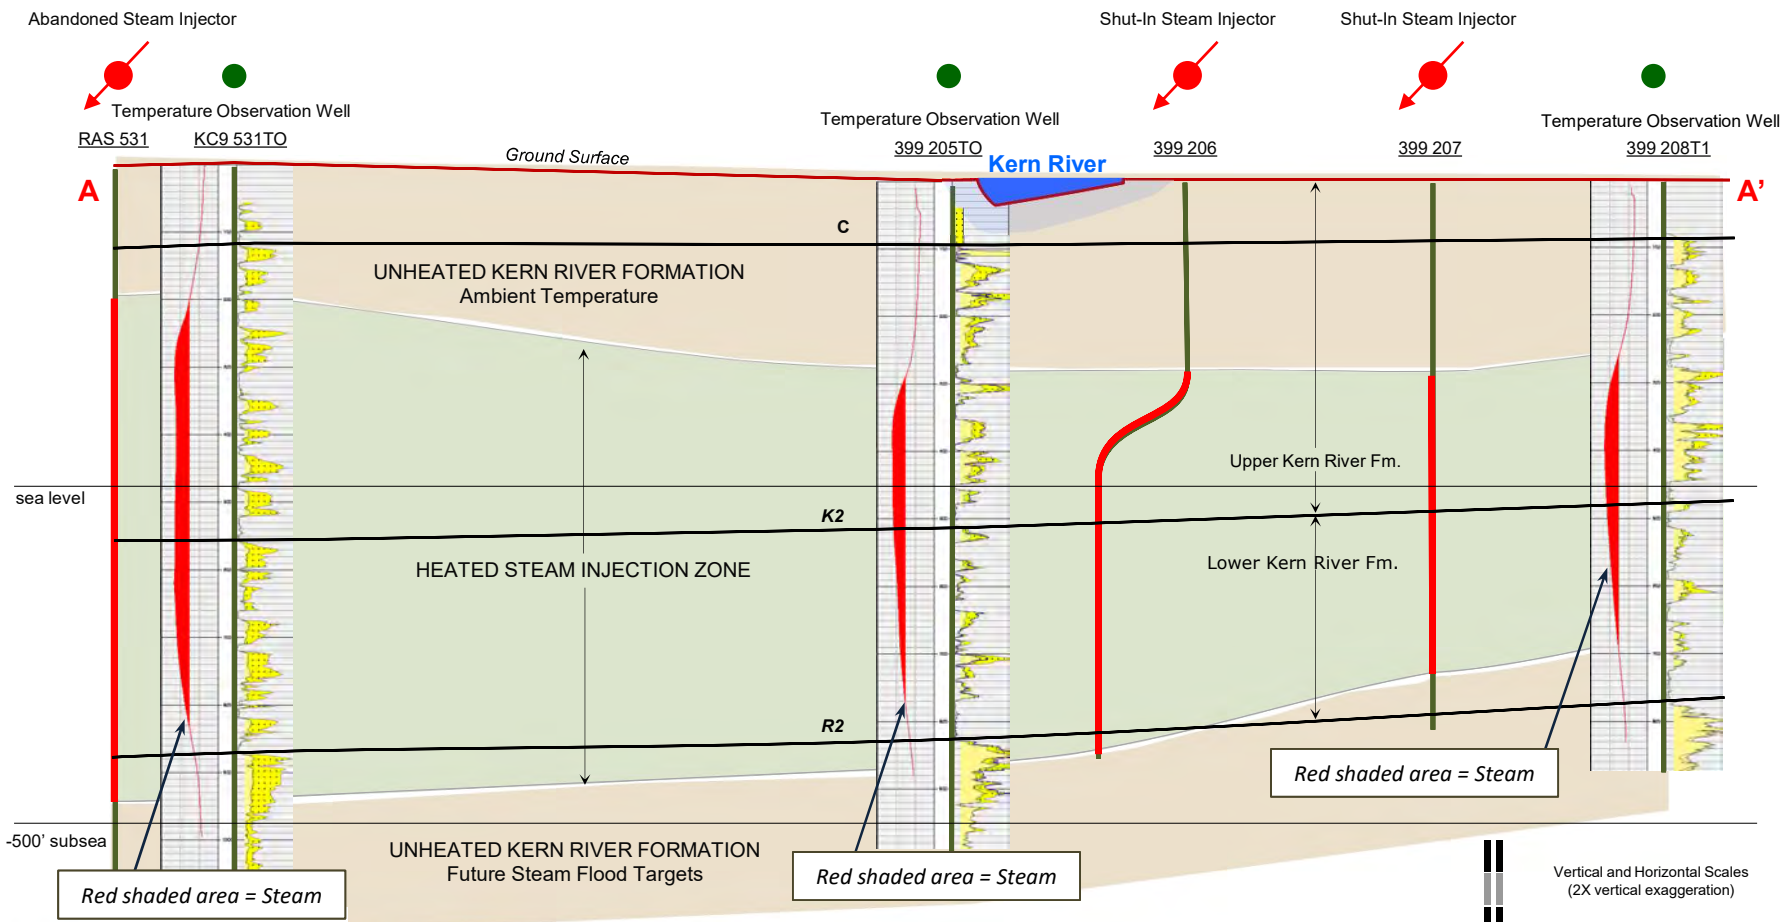 Abandoned Steam Injector
Shut-In Steam Injector
Shut-In Steam Injector
Temperature Observation Well
Temperature Observation Well
Temperature Observation Well
RAS 531
KC9 531TO
399 205TO
399 206
399 207
399 208T1
Ground Surface
Kern River
A
A’
C
UNHEATED KERN RIVER FORMATION
Ambient Temperature
Upper Kern River Fm.
sea level
K2
HEATED STEAM INJECTION ZONE
Lower Kern River Fm.
R2
Red shaded area = Steam
-500’ subsea
UNHEATED KERN RIVER FORMATION
Future Steam Flood Targets
Red shaded area = Steam
Red shaded area = Steam
Vertical and Horizontal Scales
(2X vertical exaggeration)